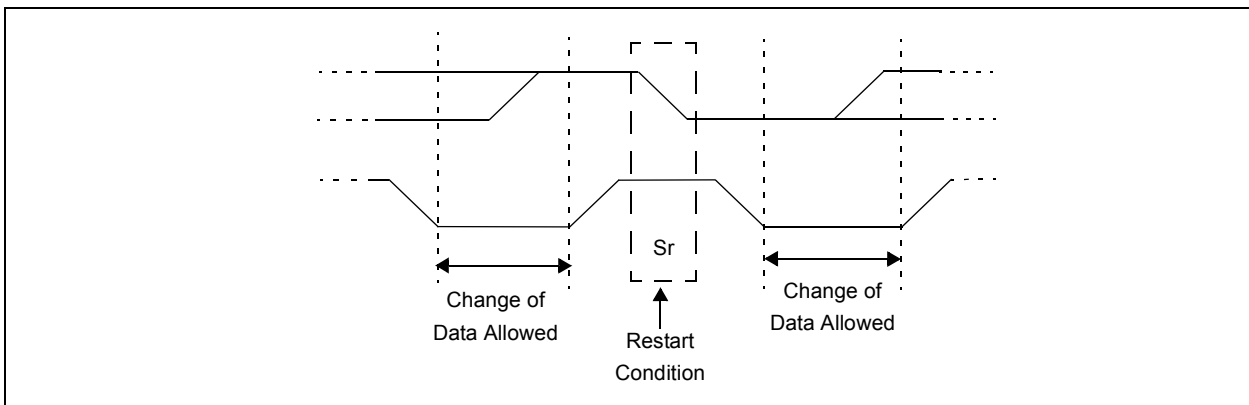 Sr
Change of
Data Allowed
Restart
Condition
Change of
Data Allowed